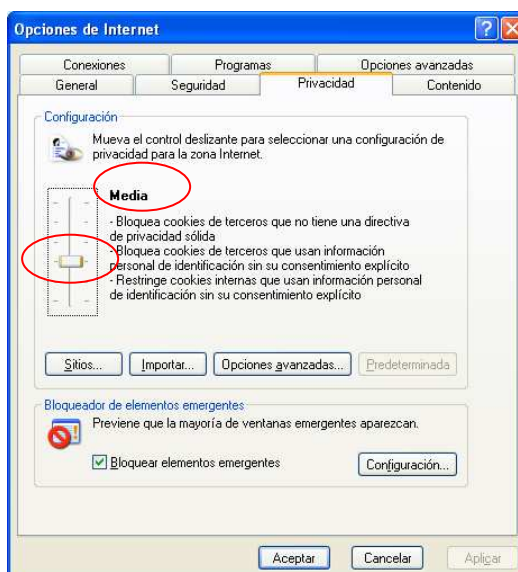 Opciones de Internet
Conexiones Programas Opciones avanzadas
General Seguridad Privacidad Contenido
Configuración
Mueva el control deslizante para seleccionar una configuración de
privacidad para la zona Internet.
Media
- Bloquea cookies de terceros que no tiene una directiva
de privacidad sólida
- Bloquea cookies de terceros que usan información
personal de identificación sin su consentimiento explícito
- Restringe cookies internas que usan información personal
de identificación sin su consentimiento explícito
Sitios... Importar... Opciones avanzadas... Predeterminada
Bloqueador de elementos emergentes
Previene que la mayoría de ventanas emergentes aparezcan.
Bloquear elementos emergentes Configuración...
Aceptar Cancelar Aplicar